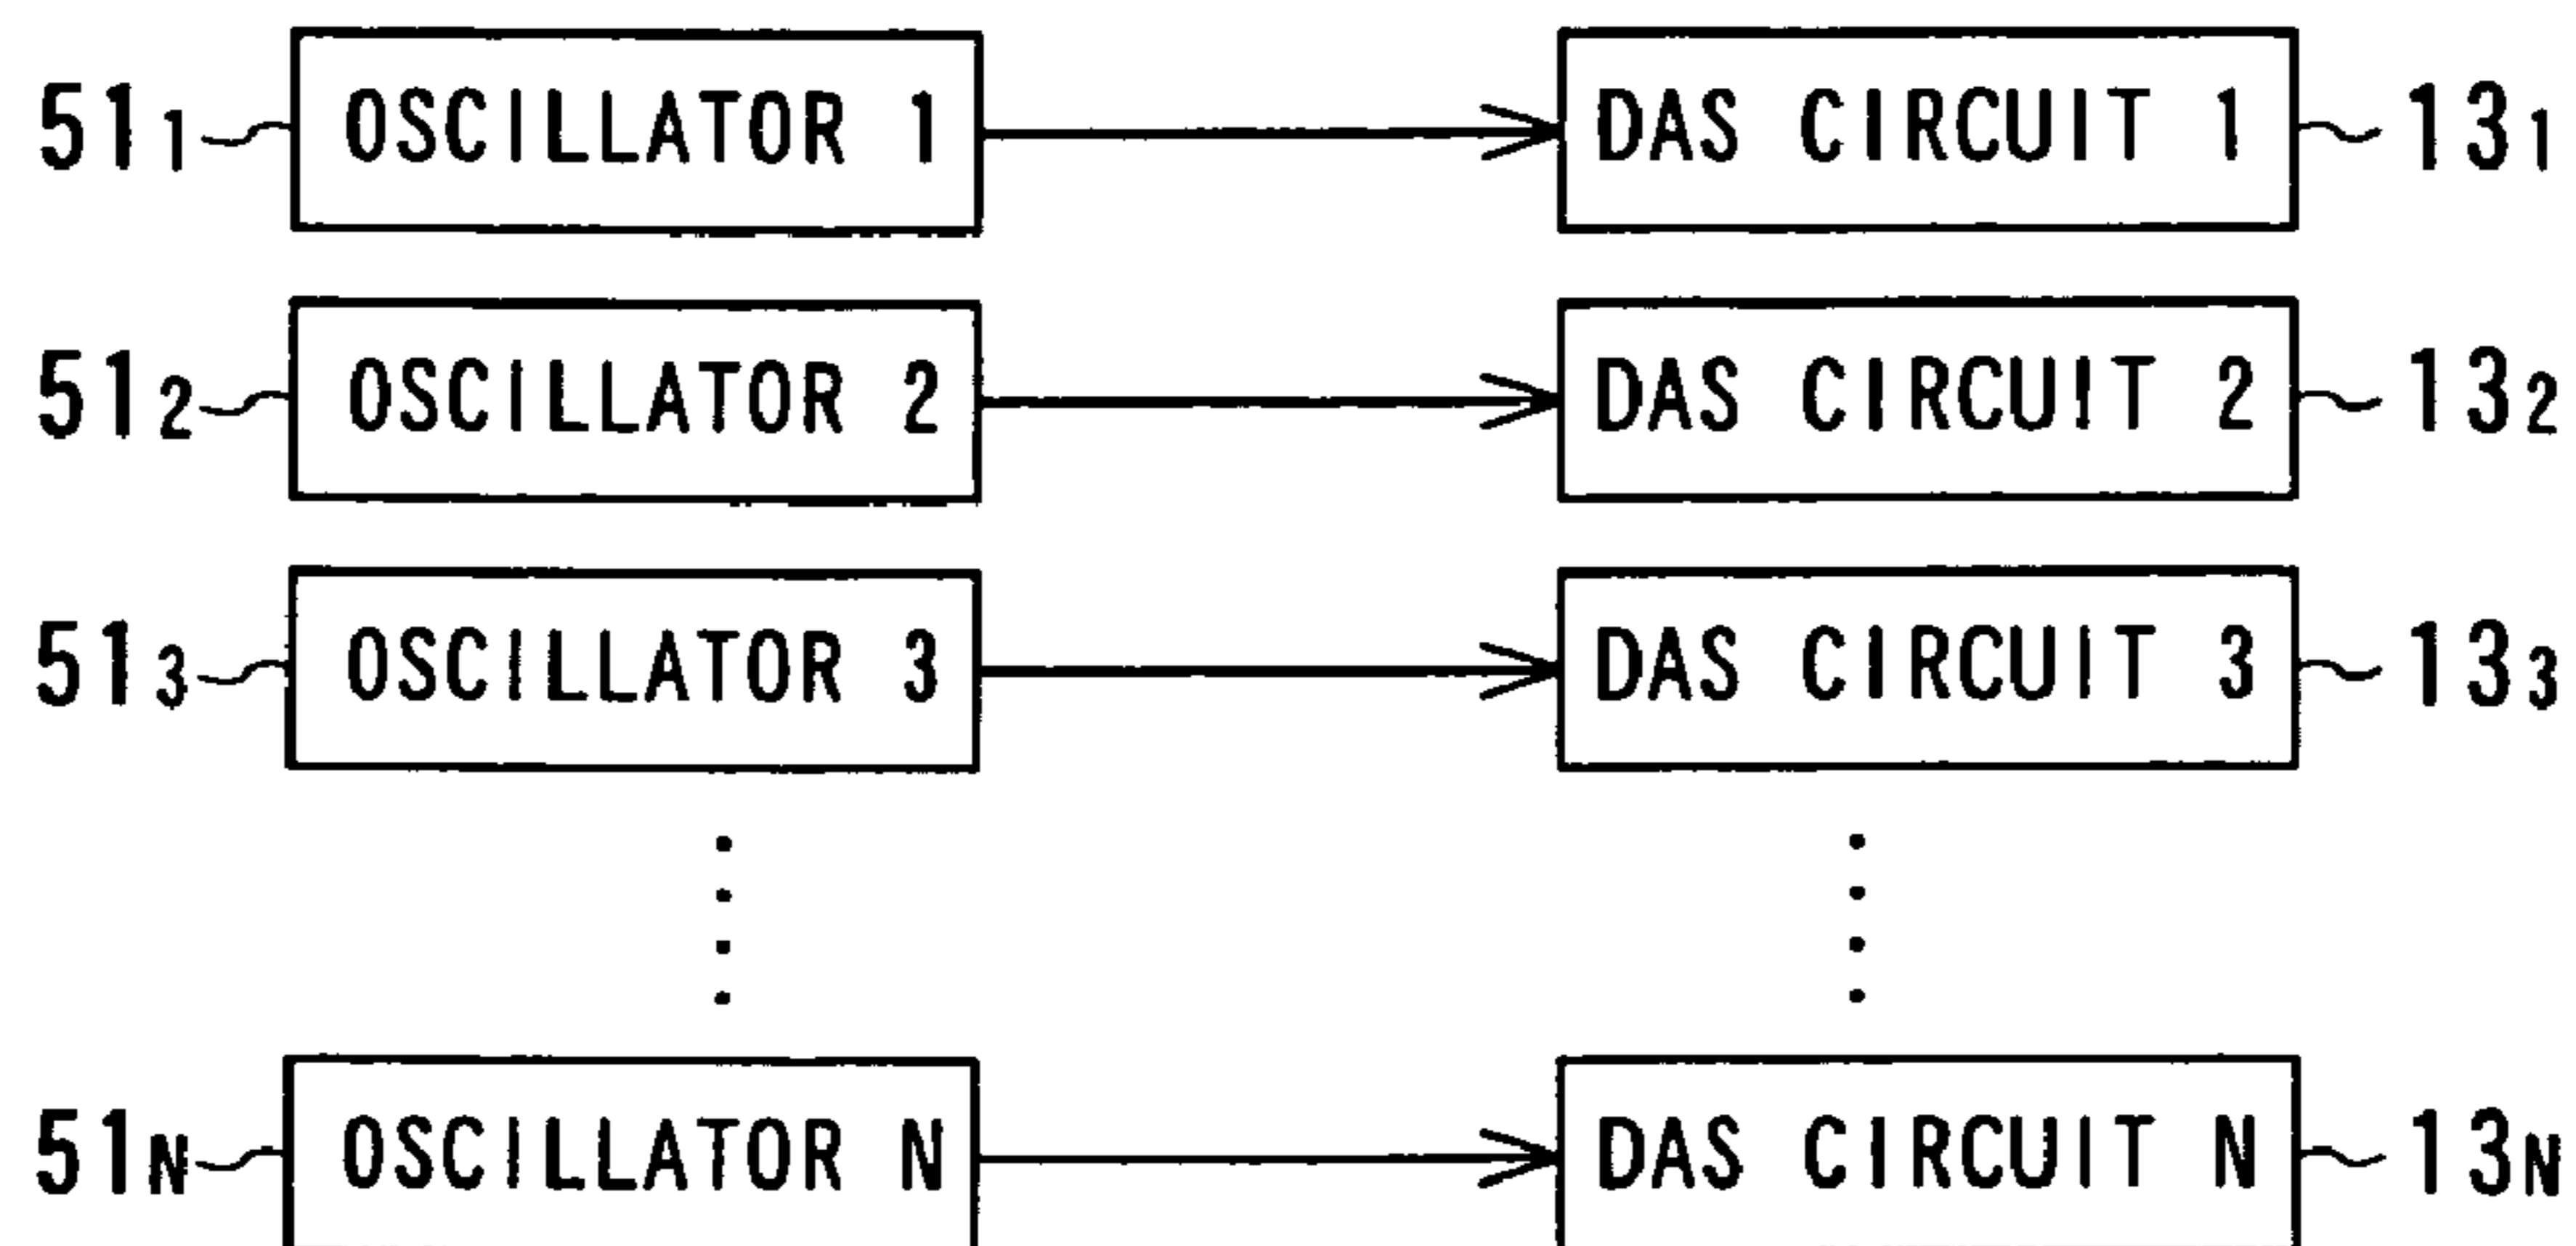 51₁ OSCILLATOR 1 DAS CIRCUIT 1 13₁
51₂ OSCILLATOR 2 DAS CIRCUIT 2 13₂
51₃ OSCILLATOR 3 DAS CIRCUIT 3 13₃
51N OSCILLATOR N DAS CIRCUIT N 13N